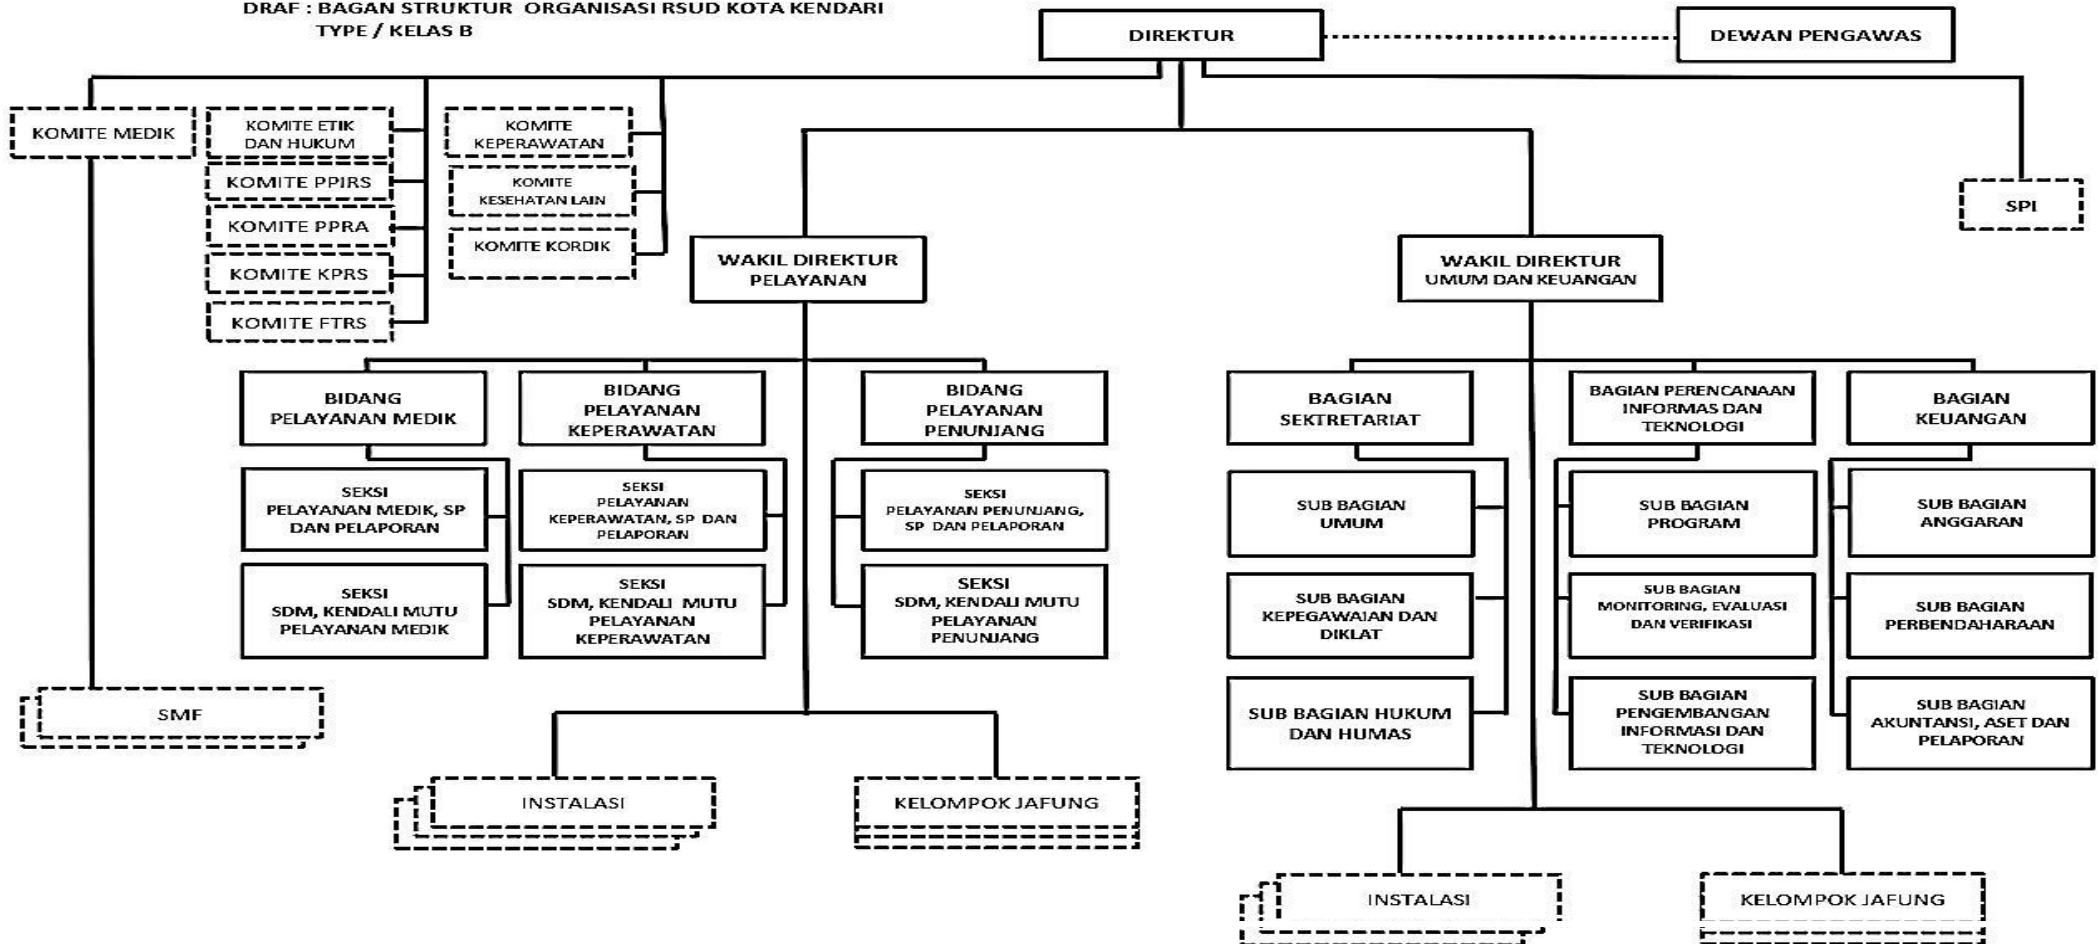 DRAF : BAGAN STRUKTUR ORGANISASI RSUD KOTA KENDARI
TYPE / KELAS B
DIREKTUR
DEWAN PENGAWAS
KOMITE MEDIK
KOMITE ETIK
DAN HUKUM
KOMITE PPIRS
KOMITE PPRA
KOMITE KPRS
KOMITE FTRS
KOMITE
KEPERAWATAN
KOMITE
KESEHATAN LAIN
KOMITE KORDIK
SPI
WAKIL DIREKTUR
PELAYANAN
WAKIL DIREKTUR
UMUM DAN KEUANGAN
BIDANG
PELAYANAN MEDIK
BIDANG
PELAYANAN
KEPERAWATAN
BIDANG
PELAYANAN
PENUNJANG
BAGIAN
SEKTRETARIAT
BAGIAN PERENCANAAN
INFORMAS DAN
TEKNOLOGI
BAGIAN
KEUANGAN
SEKSI
PELAYANAN MEDIK, SP
DAN PELAPORAN
SEKSI
PELAYANAN
KEPERAWATAN, SP DAN
PELAPORAN
SEKSI
PELAYANAN PENUNJANG,
SP DAN PELAPORAN
SUB BAGIAN
UMUM
SUB BAGIAN
PROGRAM
SUB BAGIAN
ANGGARAN
SEKSI
SDM, KENDALI MUTU
PELAYANAN MEDIK
SEKSI
SDM, KENDALI MUTU
PELAYANAN
KEPERAWATAN
SEKSI
SDM, KENDALI MUTU
PELAYANAN
PENUNJANG
SUB BAGIAN
KEPEGAWAIAN DAN
DIKLAT
SUB BAGIAN
MONITORING, EVALUASI
DAN VERIFIKASI
SUB BAGIAN
PERBENDAHARAAN
SMF
SUB BAGIAN HUKUM
DAN HUMAS
SUB BAGIAN
PENGEMBANGAN
INFORMASI DAN
TEKNOLOGI
SUB BAGIAN
AKUNTANSI, ASET DAN
PELAPORAN
INSTALASI
KELOMPOK JAFUNG
INSTALASI
KELOMPOK JAFUNG